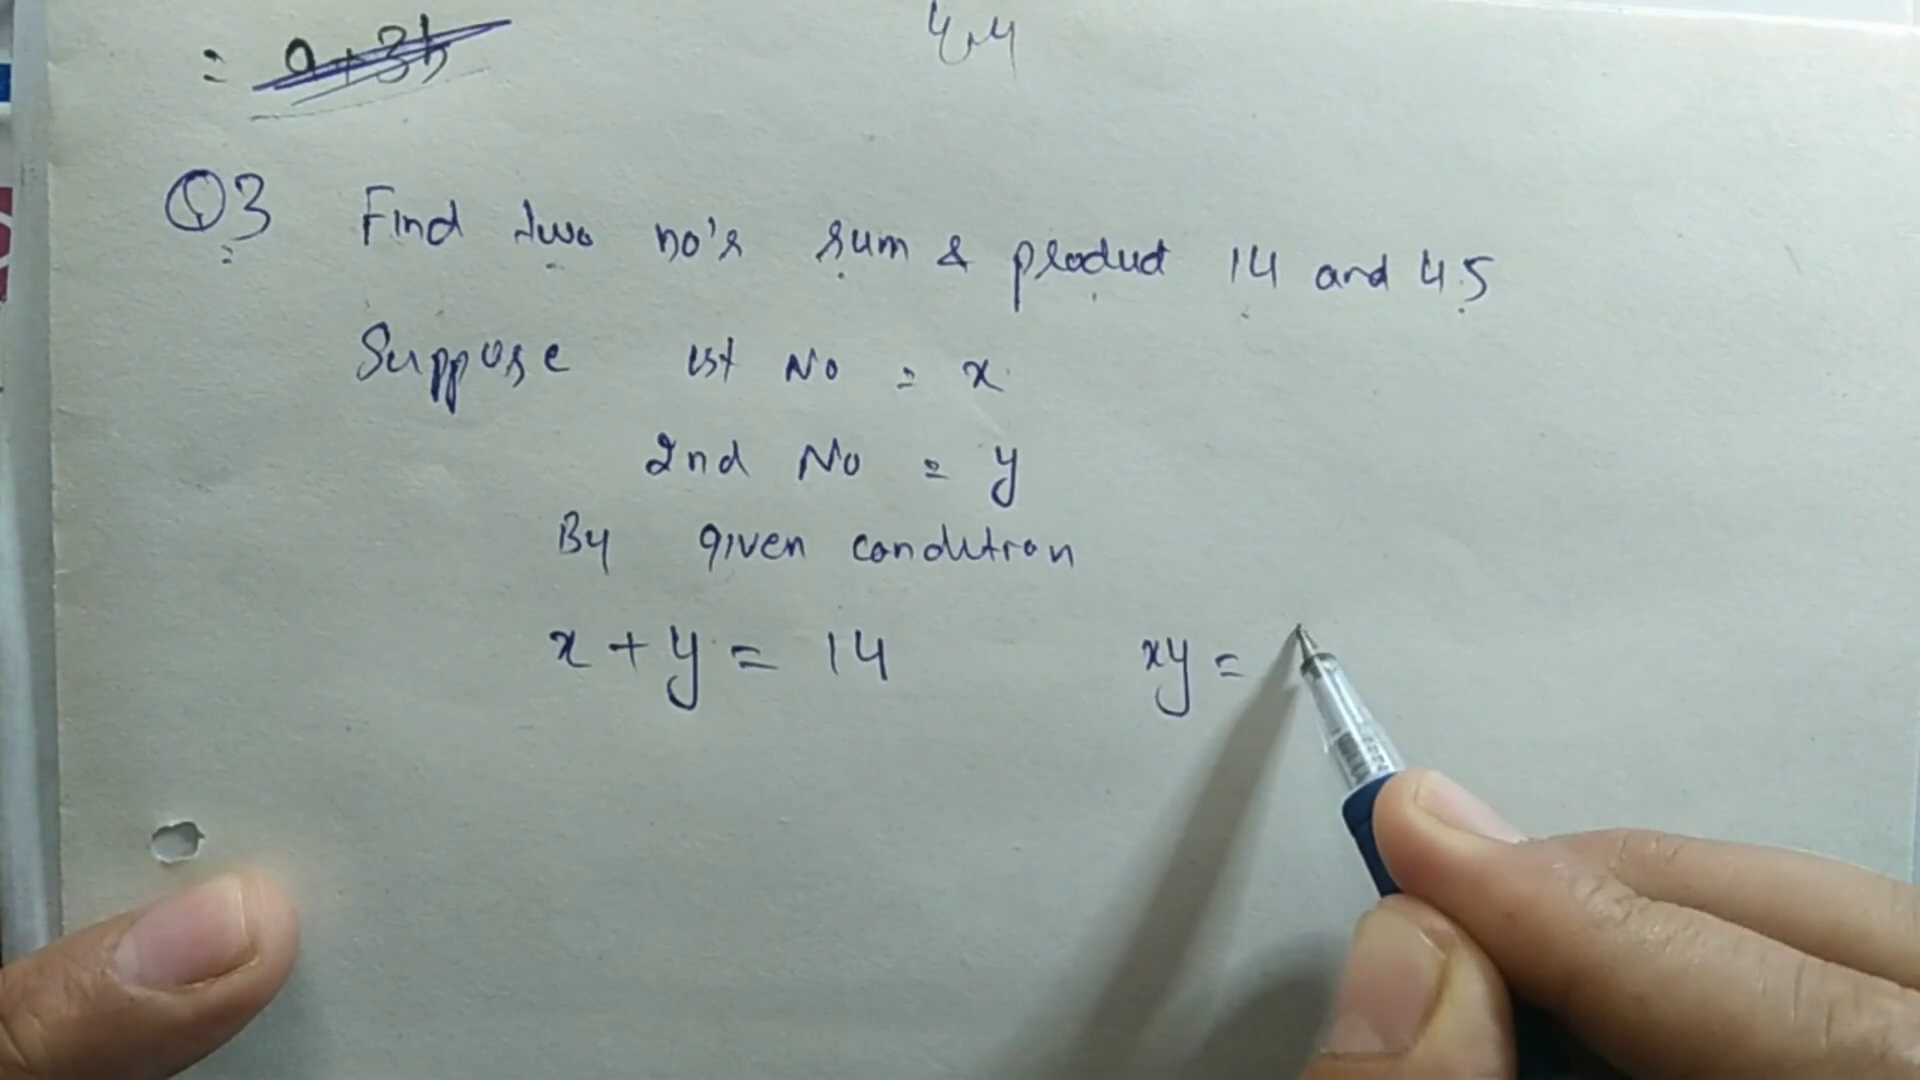 = a+3b
Q3 Find two no's sum & product 14 and 45
Suppose 1st No = x
2nd No = y
By given condition
x + y = 14 xy =